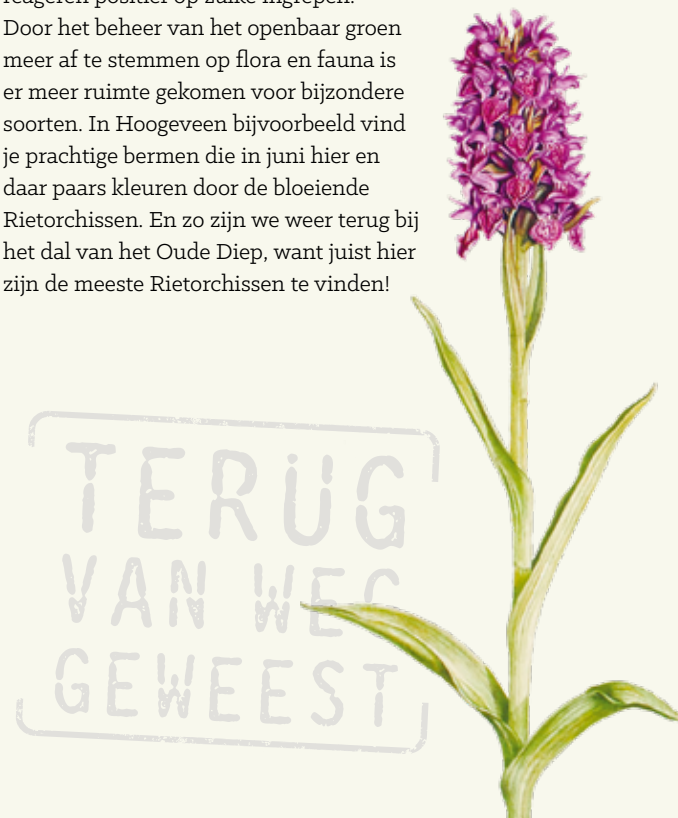 reageren positief op zulke ingrepen.
Door het beheer van het openbaar groen
meer af te stemmen op flora en fauna is
er meer ruimte gekomen voor bijzondere
soorten. In Hoogeveen bijvoorbeeld vind
je prachtige bermen die in juni hier en
daar paars kleuren door de bloeiende
Rietorchissen. En zo zijn we weer terug bij
het dal van het Oude Diep, want juist hier
zijn de meeste Rietorchissen te vinden!
TERUG
VAN WEG
GEWEEST